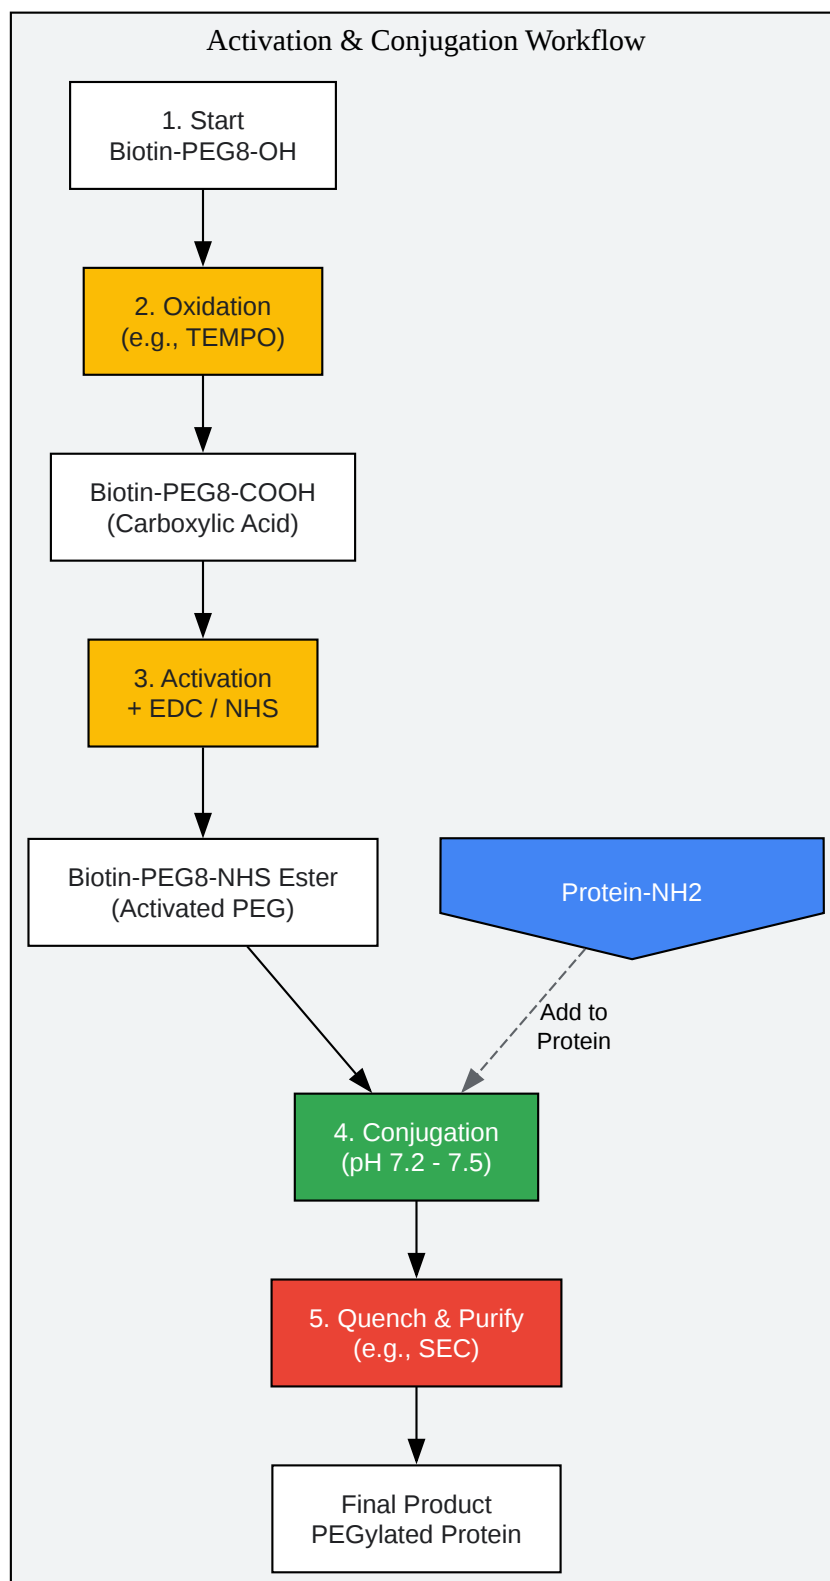 Activation & Conjugation Workflow
1. Start
Biotin-PEG8-OH
2. Oxidation
(e.g., TEMPO)
Biotin-PEG8-COOH
(Carboxylic Acid)
3. Activation
+ EDC / NHS
Biotin-PEG8-NHS Ester
(Activated PEG)
Protein-NH2
Add to
Protein
4. Conjugation
(pH 7.2 - 7.5)
5. Quench & Purify
(e.g., SEC)
Final Product
PEGylated Protein